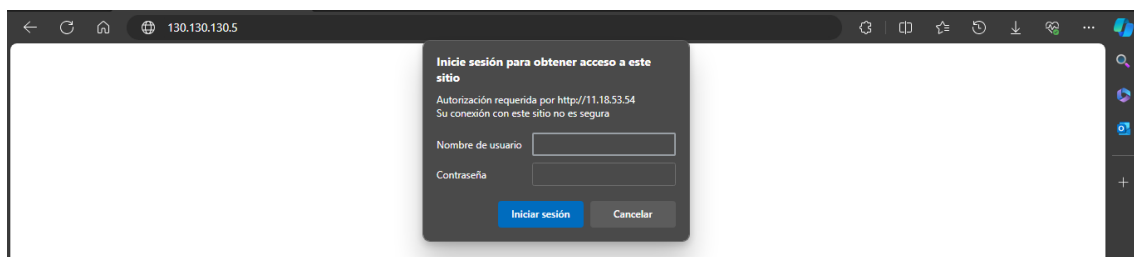 130.130.130.5
Inicie sesión para obtener acceso a este
sitio
Autorización requerida por http://11.18.53.54
Su conexión con este sitio no es segura
Nombre de usuario
Contraseña
Iniciar sesión
Cancelar